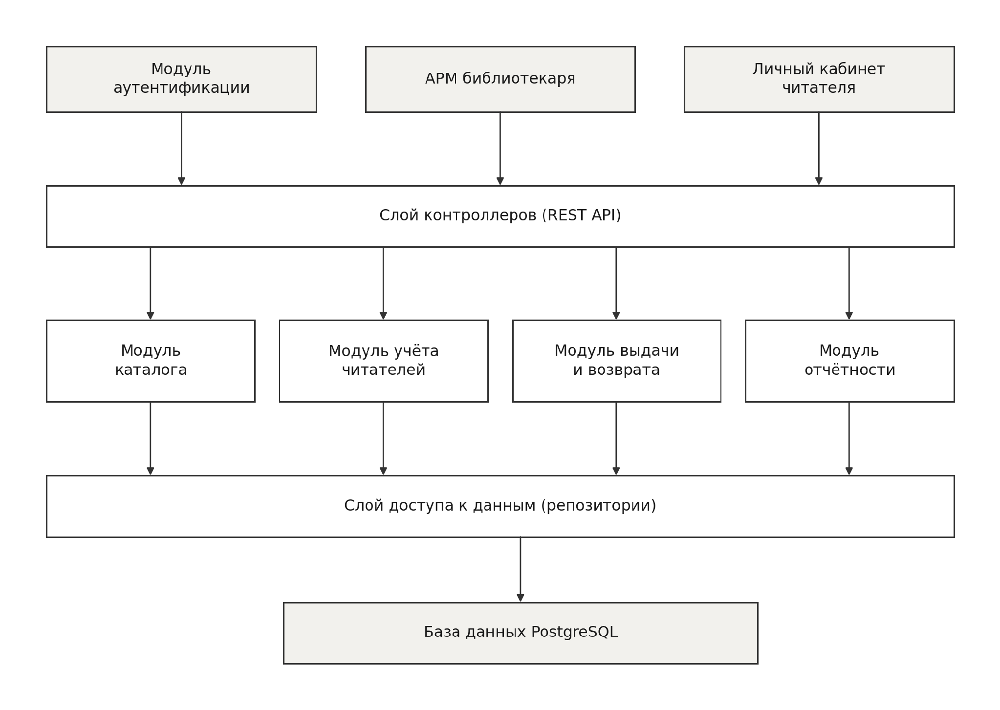 Модуль
аутентификации
АРМ библиотекаря
Личный кабинет
читателя
Слой контроллеров (REST API)
Модуль
каталога
Модуль учёта
читателей
Модуль выдачи
и возврата
Модуль
отчётности
Слой доступа к данным (репозитории)
База данных PostgreSQL